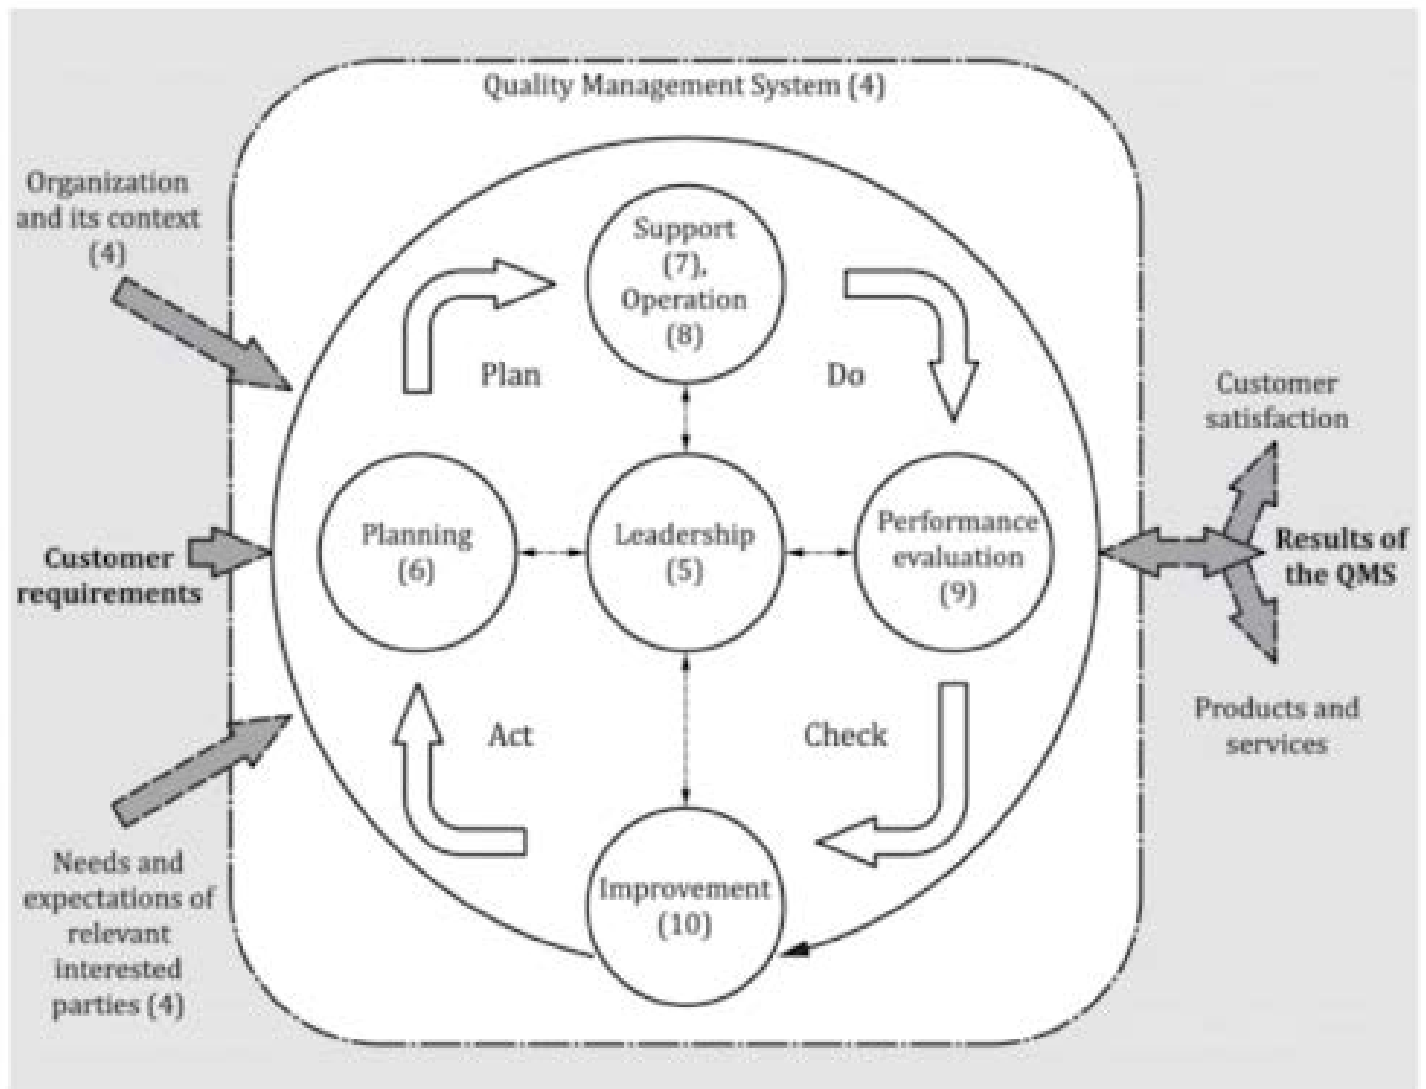 Quality Management System (4)
Organization
and its context
(4)
Support
(7),
Operation
(8)
Plan
Do
Customer
satisfaction
Planning
(6)
Leadership
(5)
Performance
evaluation
(9)
Customer
requirements
Results of
the QMS
Act
Check
Products and
services
Needs and
expectations of
relevant
interested
parties (4)
Improvement
(10)